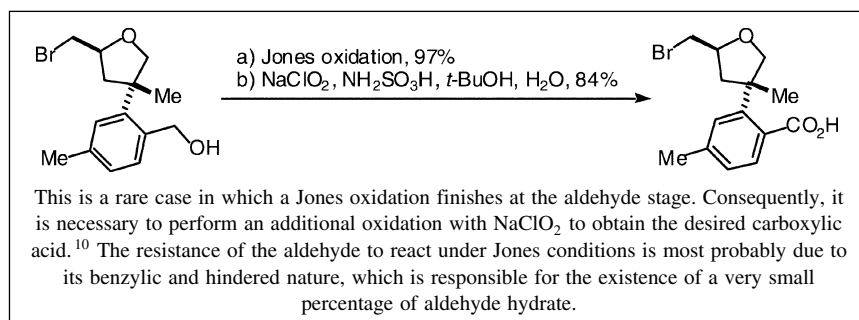 Br
O
Me
Me
OH
a) Jones oxidation, 97%
b) NaClO2, NH2SO3H, t-BuOH, H2O, 84%
Br
O
Me
Me
CO2H
This is a rare case in which a Jones oxidation finishes at the aldehyde stage. Consequently, it
is necessary to perform an additional oxidation with NaClO2 to obtain the desired carboxylic
acid.10 The resistance of the aldehyde to react under Jones conditions is most probably due to
its benzylic and hindered nature, which is responsible for the existence of a very small
percentage of aldehyde hydrate.